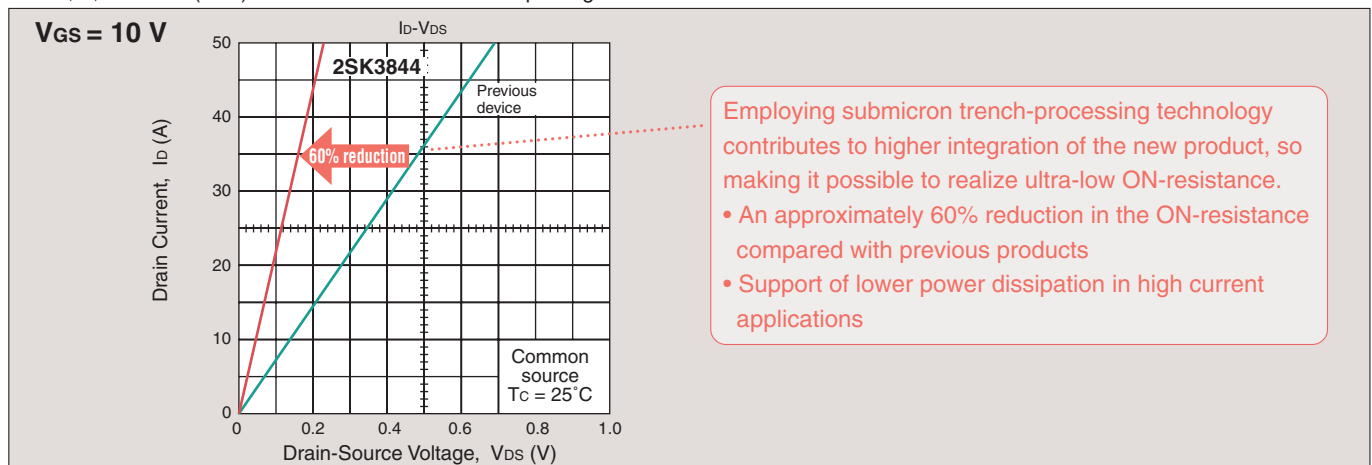 VGS = 10 V
ID-VDS
50
40
30
20
10
0
Drain Current, ID (A)
2SK3844
Previous
device
60% reduction
Common
source
Tc = 25˚C
0 0.2 0.4 0.6 0.8 1.0
Drain-Source Voltage, VDS (V)
Employing submicron trench-processing technology
contributes to higher integration of the new product, so
making it possible to realize ultra-low ON-resistance.
• An approximately 60% reduction in the ON-resistance
compared with previous products
• Support of lower power dissipation in high current
applications